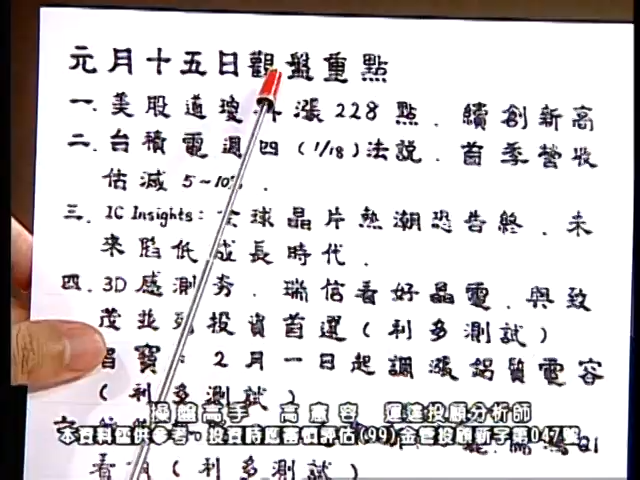 元月十五日觀盤重點
一. 美股道瓊 漲228點. 續創新高
二. 台積電週四(1/18)法說. 首季營收
估減5~10%.
三. IC Insights: 全球晶片熱潮恐告終. 未
來陷低成長時代.
四. 3D感測夯. 瑞信看好晶電. 與致
茂並列投資首選(利多測試)
寶: 2月一日起調漲鋁質電容
(利多測試)
操盤高手 高憲容 運達投顧分析師
本資料僅供參考，投資時應審慎評估(99)金管投顧新字第047號
看 (利多測試)